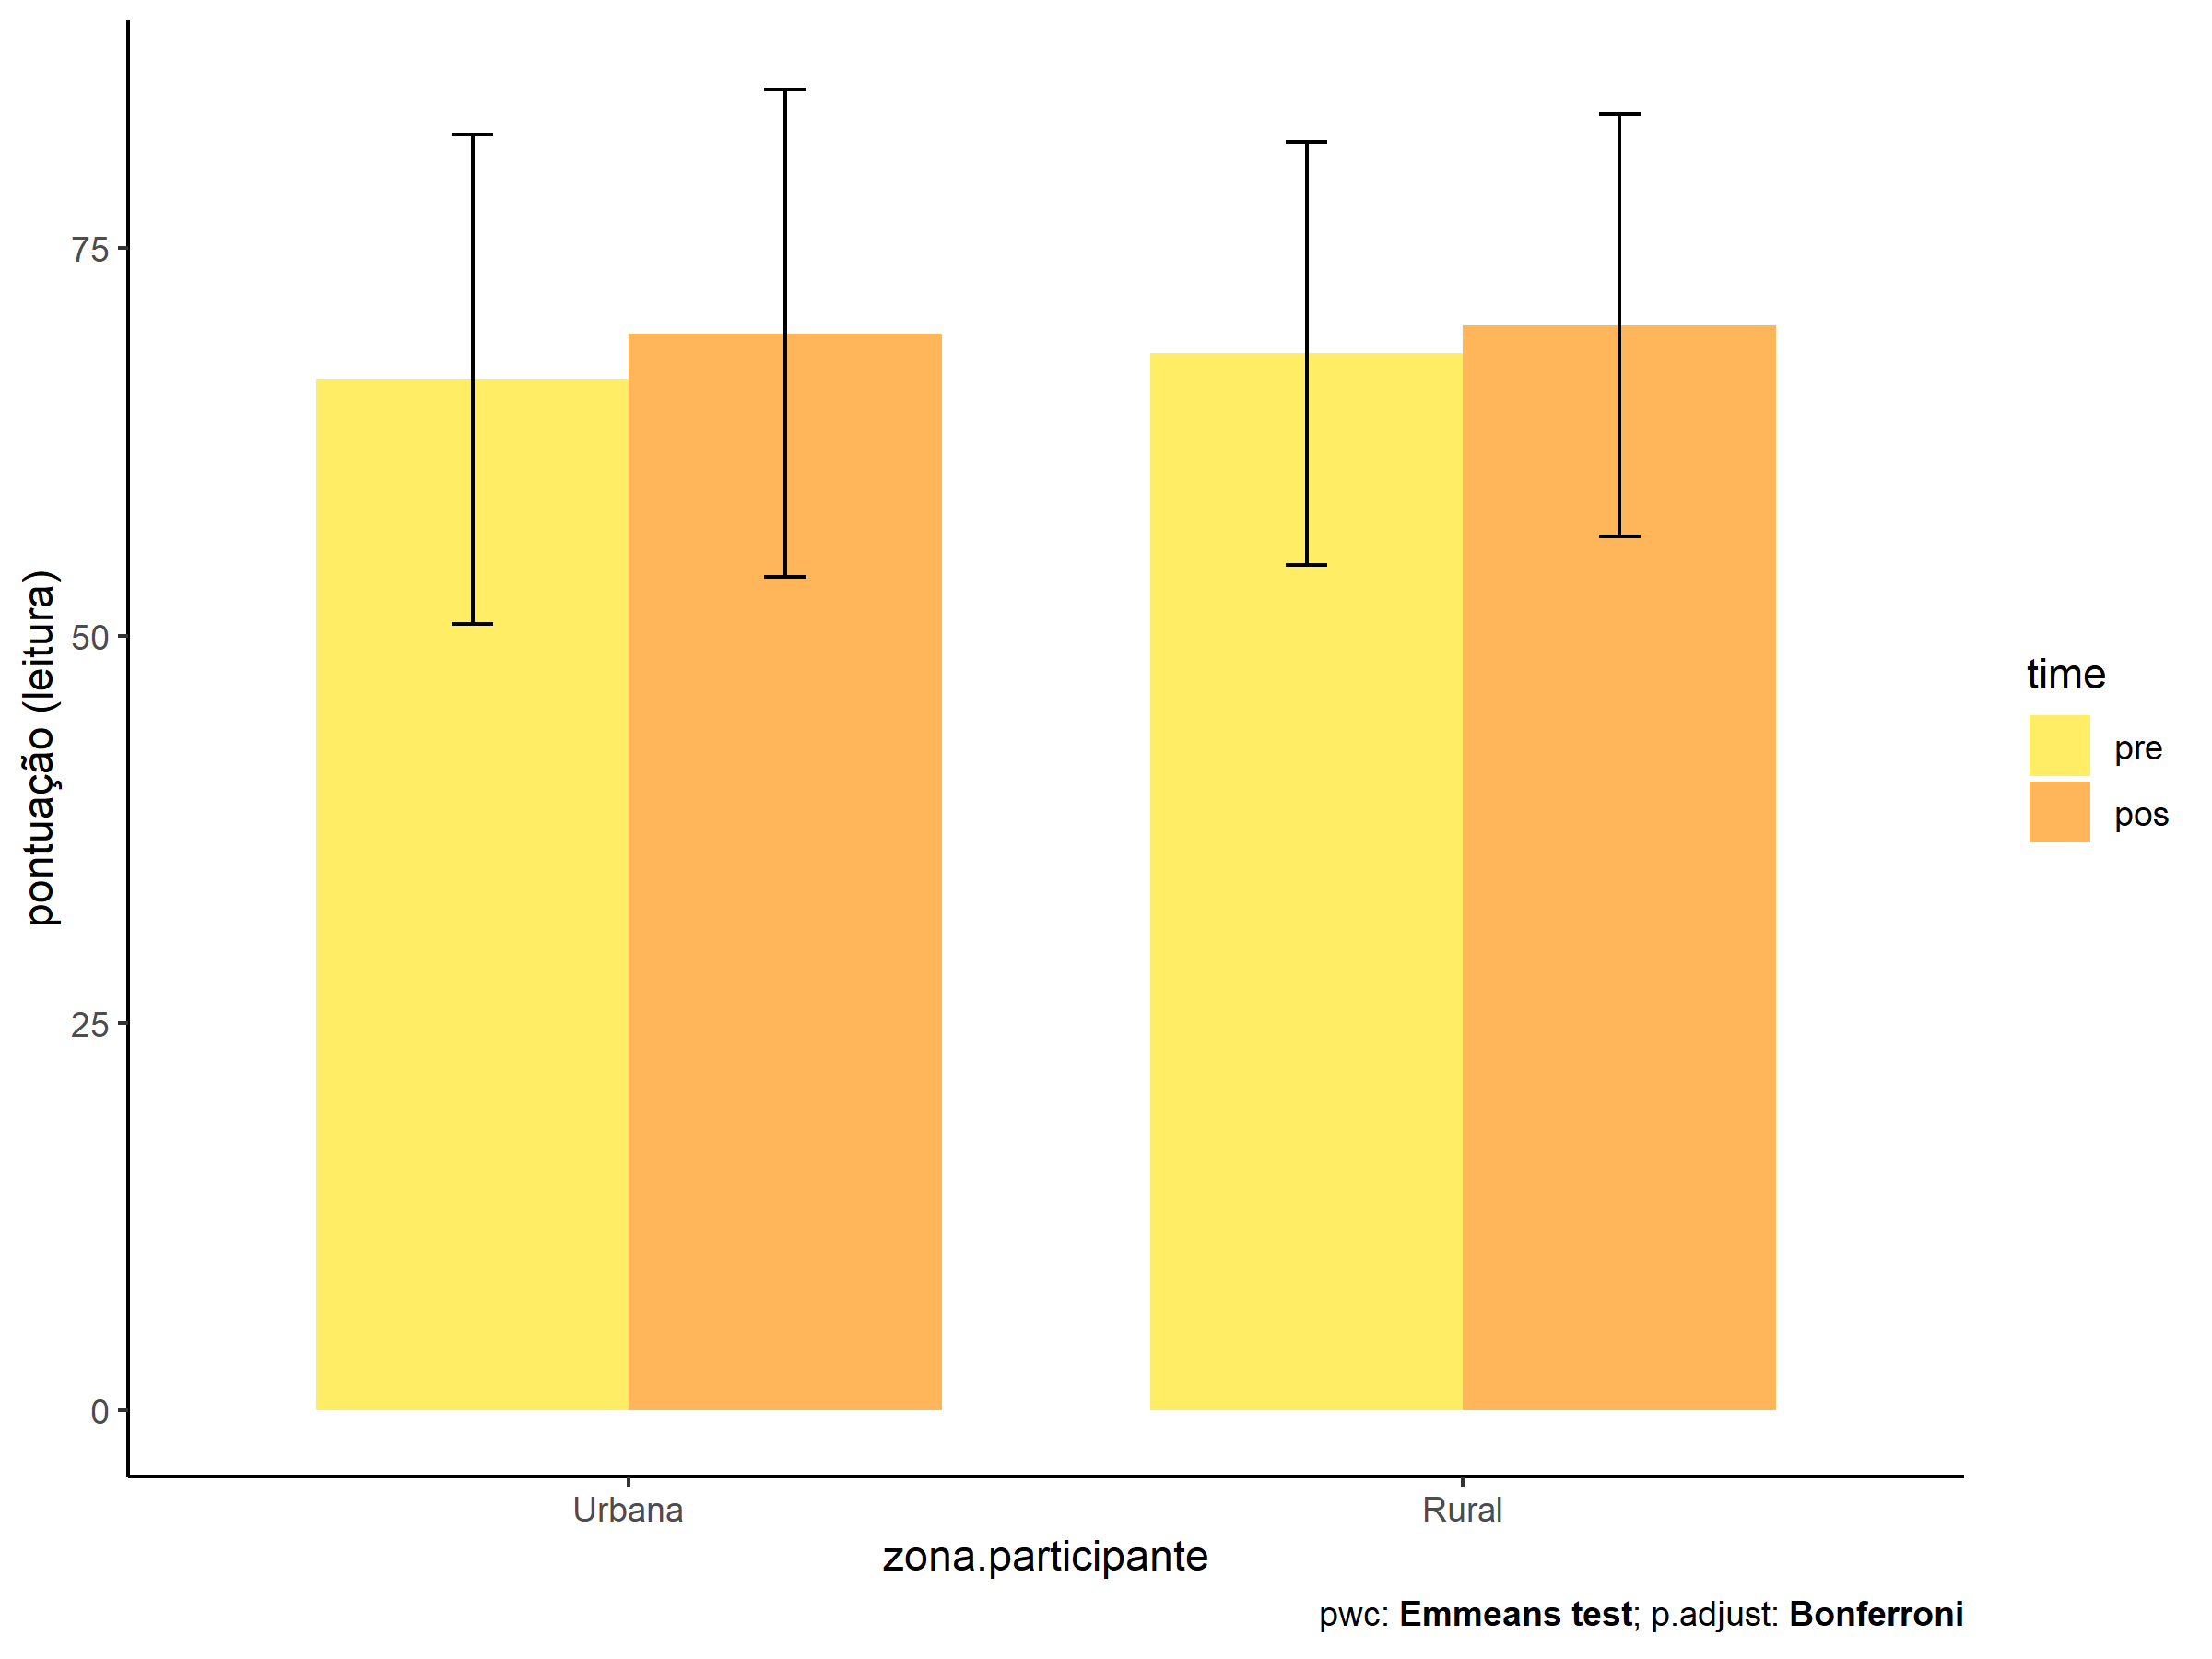 pontuação (leitura)
75
50
25
0
Urbana
Rural
zona.participante
pwc: Emmeans test; p.adjust: Bonferroni
time
pre
pos